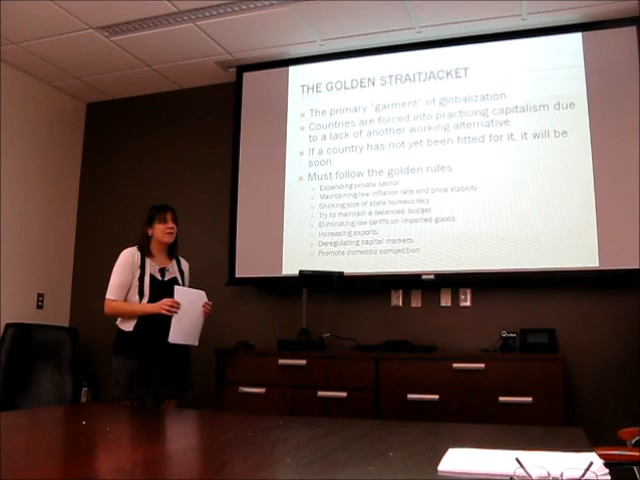 THE GOLDEN STRAITJACKET
The primary "garment" of globalization
Countries are forced into practicing capitalism due
to a lack of another working alternative
If a country has not yet been fitted for it, it will be
soon
Must follow the golden rules
Expanding private sector
Maintaining low inflation rate and price stability
Shrinking size of state bureaucracy
Try to maintain a balanced budget
Eliminating low tariffs on imported goods
Increasing exports
Deregulating capital markets
Promote domestic competition